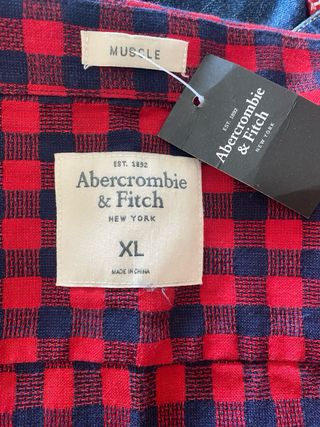 MUSCLE
EST. 1892
Abercrombie
& Fitch
NEW YORK
EST. 1892
Abercrombie
& Fitch
NEW YORK
XL
MADE IN CHINA